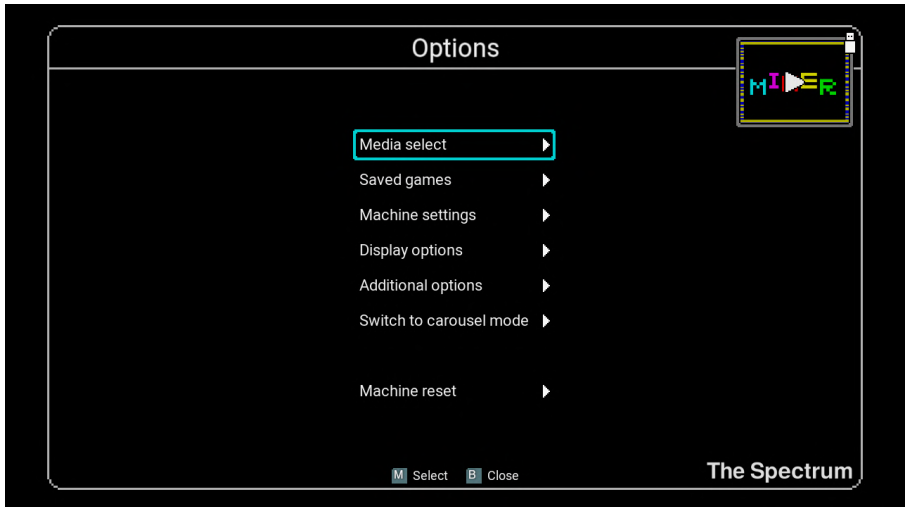 Options
MINER
Media select
Saved games
Machine settings
Display options
Additional options
Switch to carousel mode
Machine reset
M Select B Close
The Spectrum